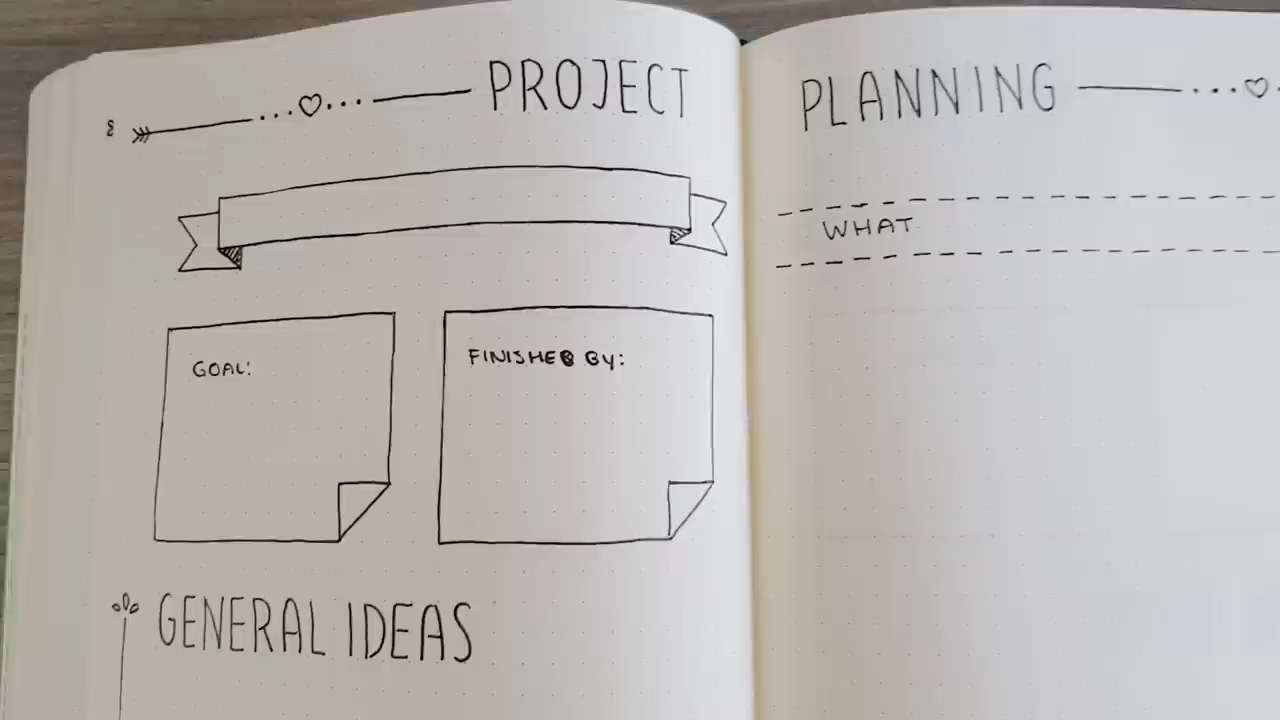 PROJECT PLANNING
WHAT
GOAL:
FINISHED BY:
GENERAL IDEAS